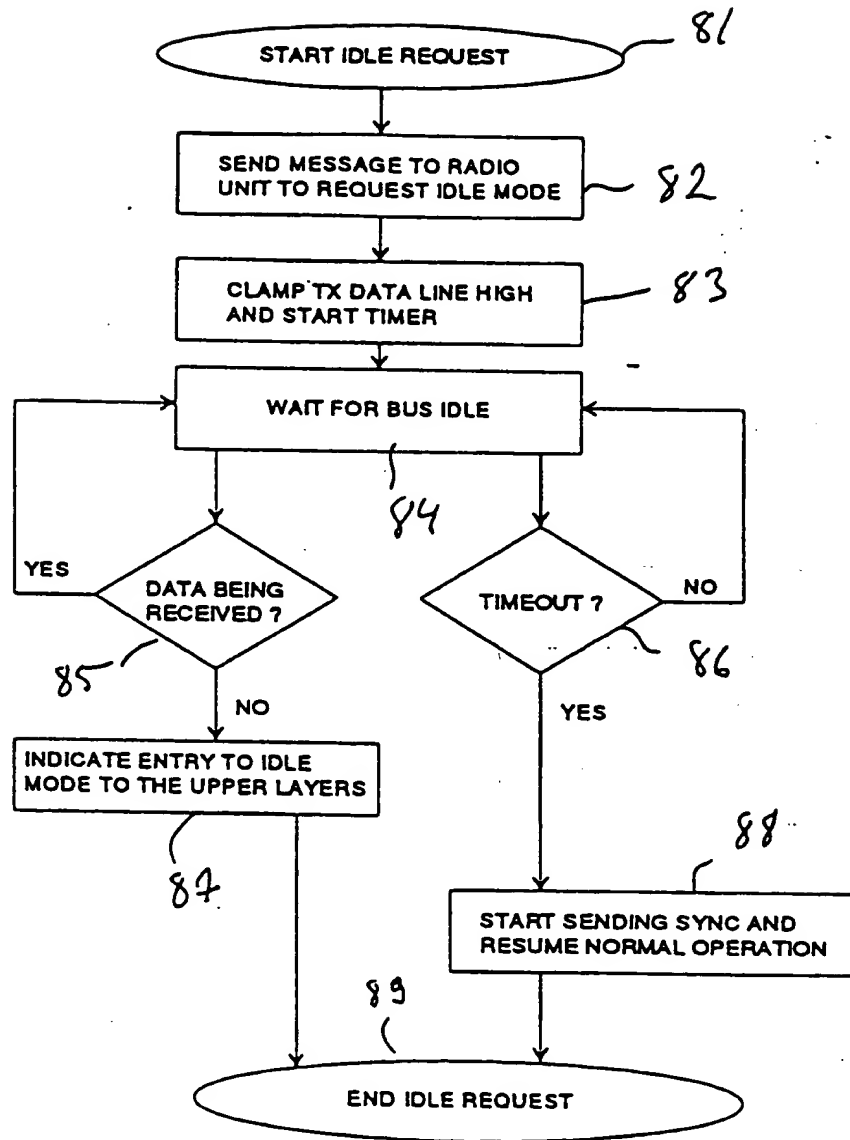 START IDLE REQUEST
81
SEND MESSAGE TO RADIO
UNIT TO REQUEST IDLE MODE
82
CLAMP TX DATA LINE HIGH
AND START TIMER
83
WAIT FOR BUS IDLE
84
YES
DATA BEING
RECEIVED ?
85
NO
TIMEOUT ?
NO
86
YES
INDICATE ENTRY TO IDLE
MODE TO THE UPPER LAYERS
87
88
START SENDING SYNC AND
RESUME NORMAL OPERATION
89
END IDLE REQUEST